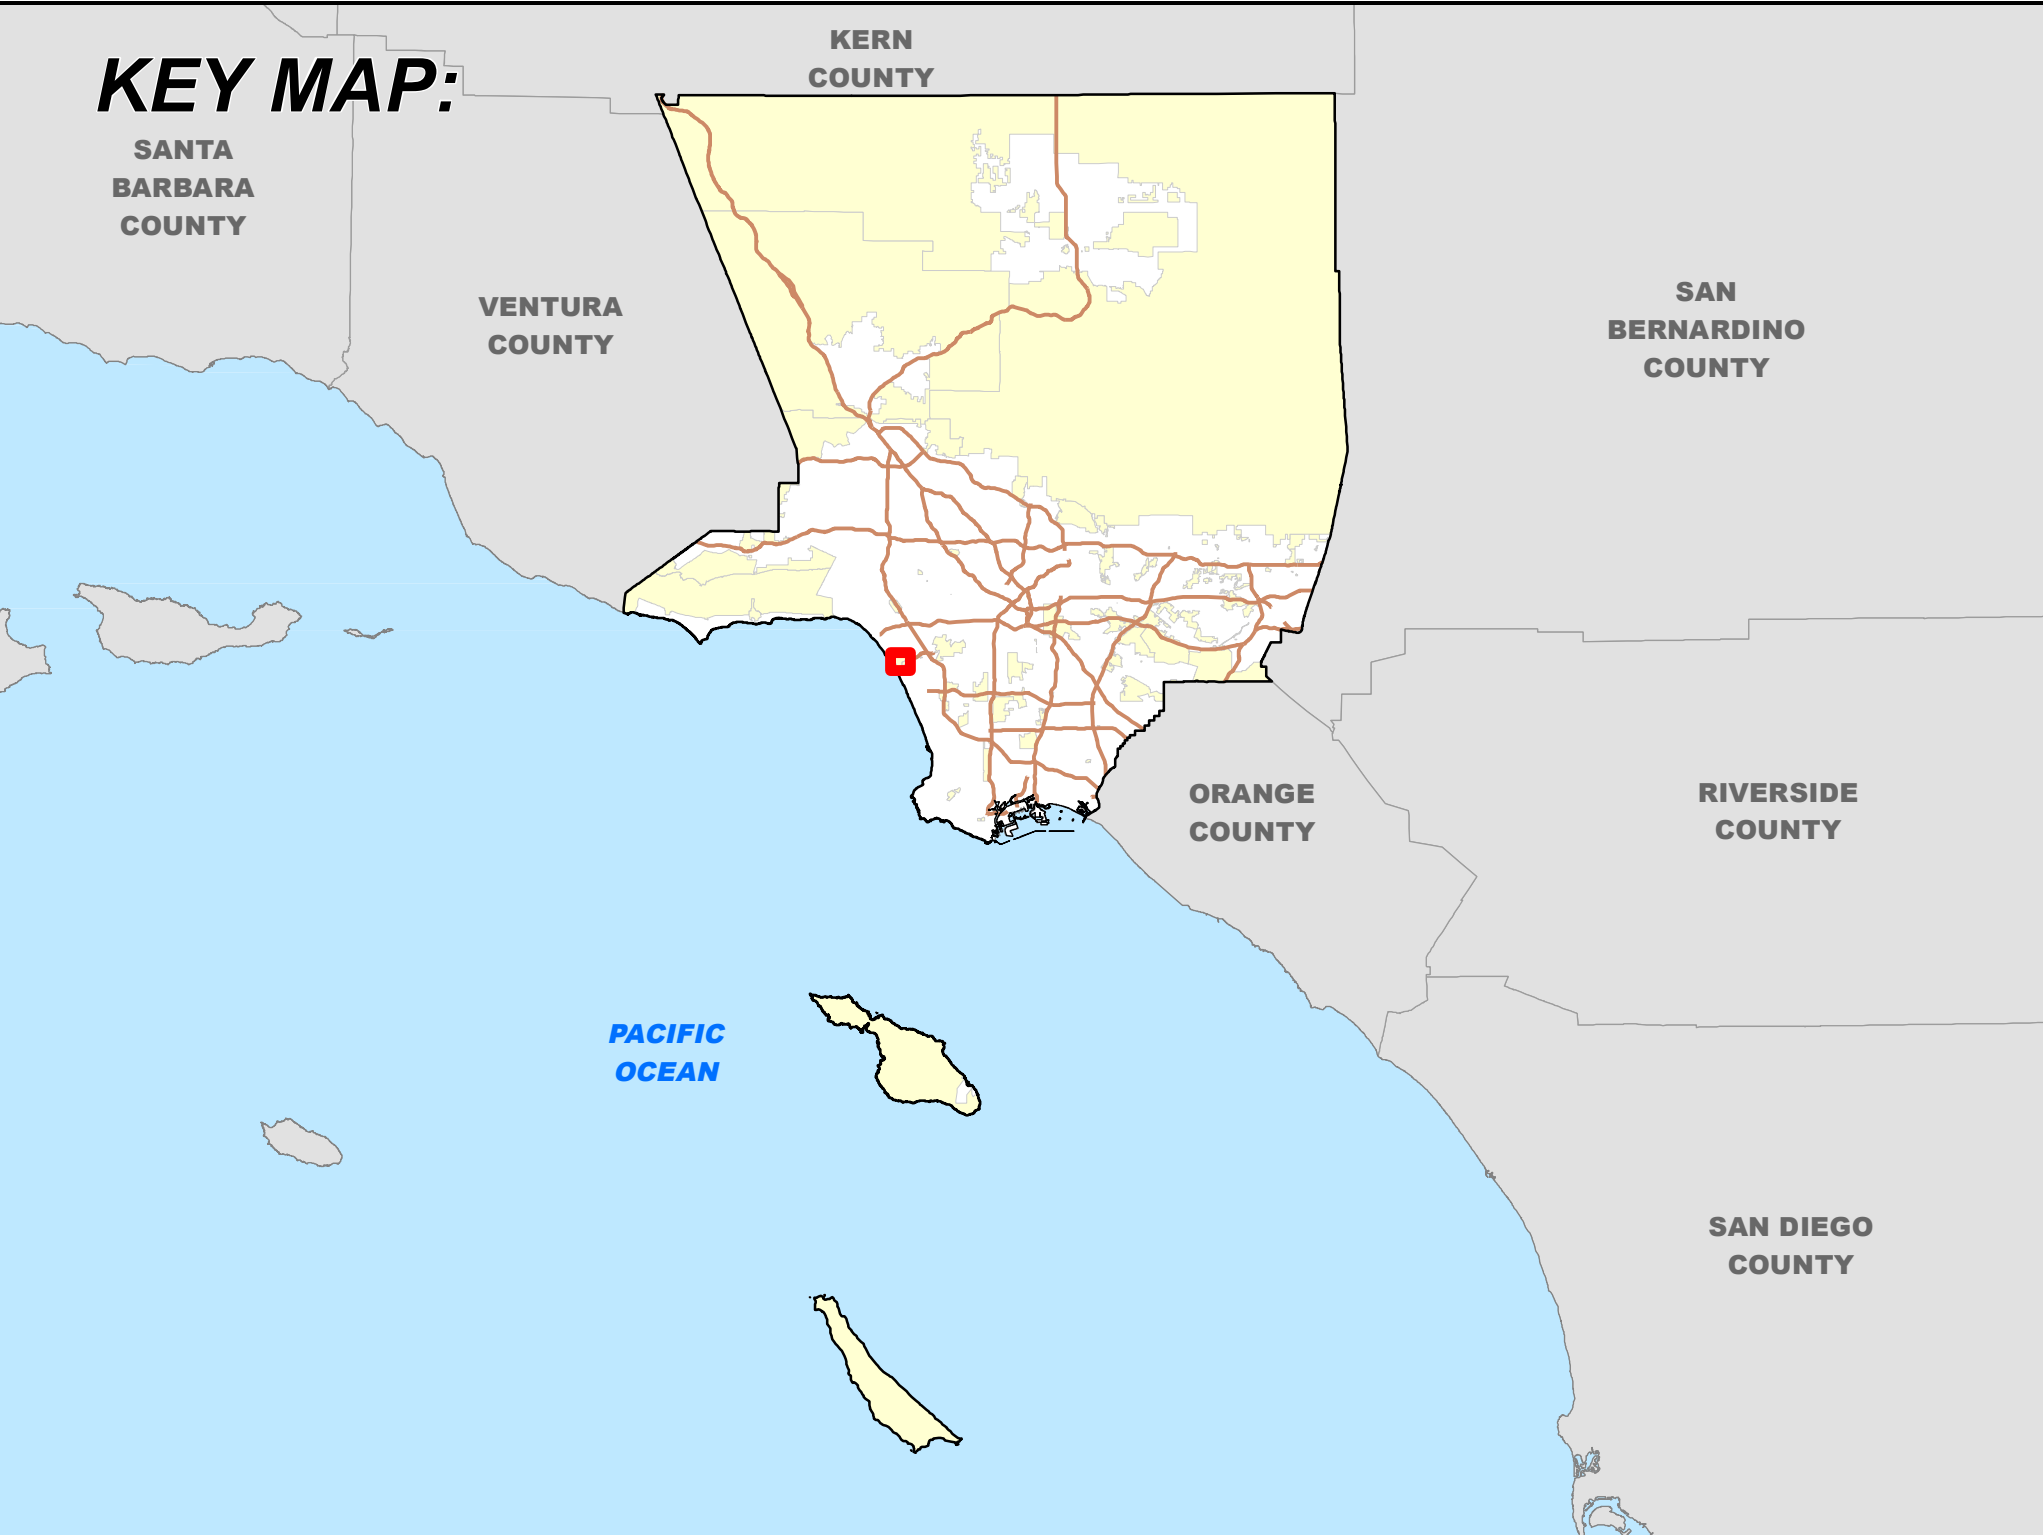 KEY MAP:
KERN
COUNTY
SANTA
BARBARA
COUNTY
VENTURA
COUNTY
SAN
BERNARDINO
COUNTY
ORANGE
COUNTY
RIVERSIDE
COUNTY
PACIFIC
OCEAN
SAN DIEGO
COUNTY